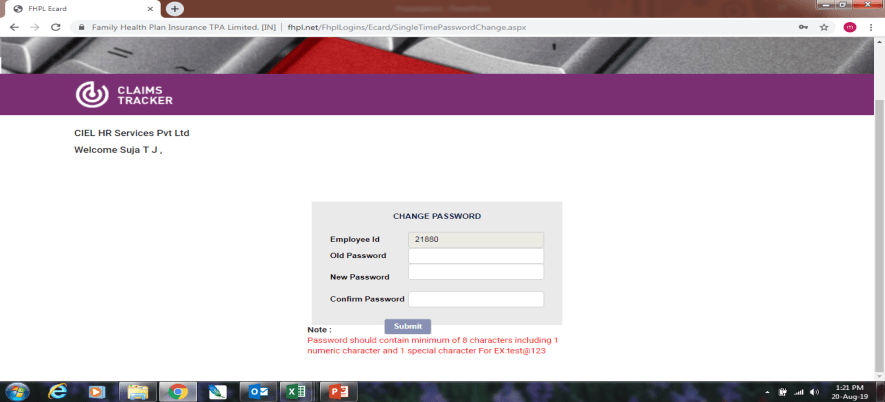 FHPL Ecard
Family Health Plan Insurance TPA Limited. [IN] | fhpl.net/FhplLogins/Ecard/SingleTimePasswordChange.aspx
m
CLAIMS
TRACKER
CIEL HR Services Pvt Ltd
Welcome Suja T J ,
CHANGE PASSWORD
Employee Id 21880
Old Password
New Password
Confirm Password
Submit
Note :
Password should contain minimum of 8 characters including 1
numeric character and 1 special character For EX:test@123
1:21 PM
20-Aug-19